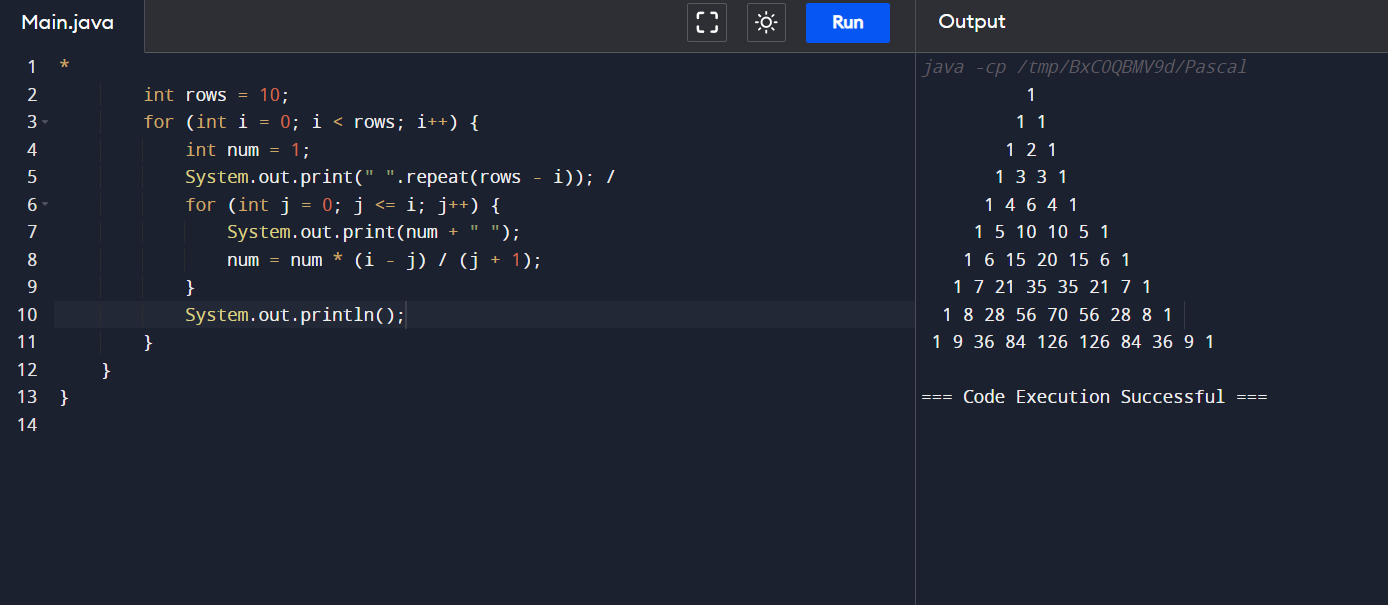 Main.java
Run
Output
1 *
2 int rows = 10;
3 for (int i = 0; i < rows; i++) {
4 int num = 1;
5 System.out.print(" ".repeat(rows - i)); /
6 for (int j = 0; j <= i; j++) {
7 System.out.print(num + " ");
8 num = num * (i - j) / (j + 1);
9 }
10 System.out.println();
11 }
12 }
13 }
14
java -cp /tmp/BxCOQBMV9d/Pascal
1
1 1
1 2 1
1 3 3 1
1 4 6 4 1
1 5 10 10 5 1
1 6 15 20 15 6 1
1 7 21 35 35 21 7 1
1 8 28 56 70 56 28 8 1
1 9 36 84 126 126 84 36 9 1
=== Code Execution Successful ===